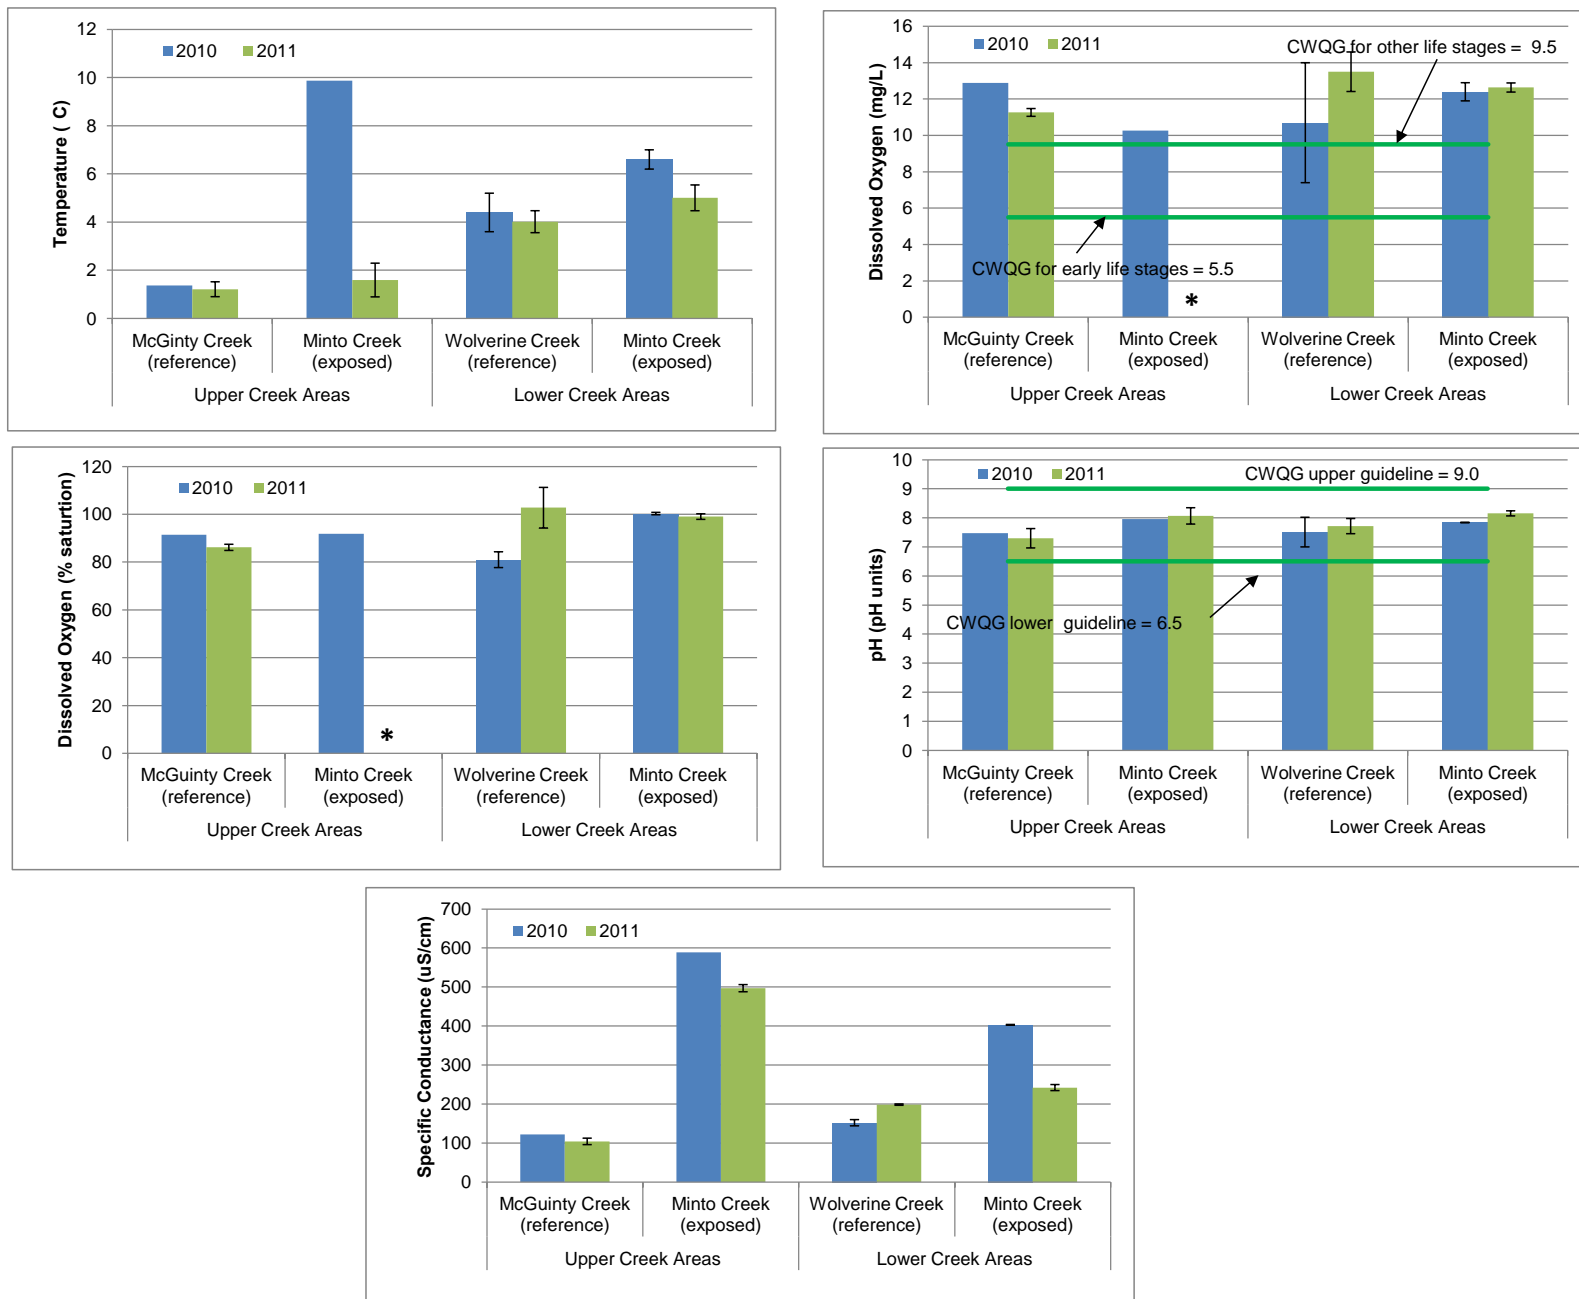 12
10
8
6
4
2
0
Temperature ( C)
2010 2011
McGinty Creek (reference)
Minto Creek (exposed)
Wolverine Creek (reference)
Minto Creek (exposed)
Upper Creek Areas Lower Creek Areas
16
14
12
10
8
6
4
2
0
Dissolved Oxygen (mg/L)
2010 2011
CWQG for other life stages = 9.5
CWQG for early life stages = 5.5
*
McGuinty Creek (reference)
Minto Creek (exposed)
Wolverine Creek (reference)
Minto Creek (exposed)
Upper Creek Areas Lower Creek Areas
120
100
80
60
40
20
0
Dissolved Oxygen (% saturtion)
2010 2011
*
McGuinty Creek (reference)
Minto Creek (exposed)
Wolverine Creek (reference)
Minto Creek (exposed)
Upper Creek Areas Lower Creek Areas
10
9
8
7
6
5
4
3
2
1
0
pH (pH units)
2010 2011
CWQG upper guideline = 9.0
CWQG lower guideline = 6.5
McGuinty Creek (reference)
Minto Creek (exposed)
Wolverine Creek (reference)
Minto Creek (exposed)
Upper Creek Areas Lower Creek Areas
700
600
500
400
300
200
100
0
Specific Conductance (uS/cm)
2010 2011
McGuinty Creek (reference)
Minto Creek (exposed)
Wolverine Creek (reference)
Minto Creek (exposed)
Upper Creek Areas Lower Creek Areas